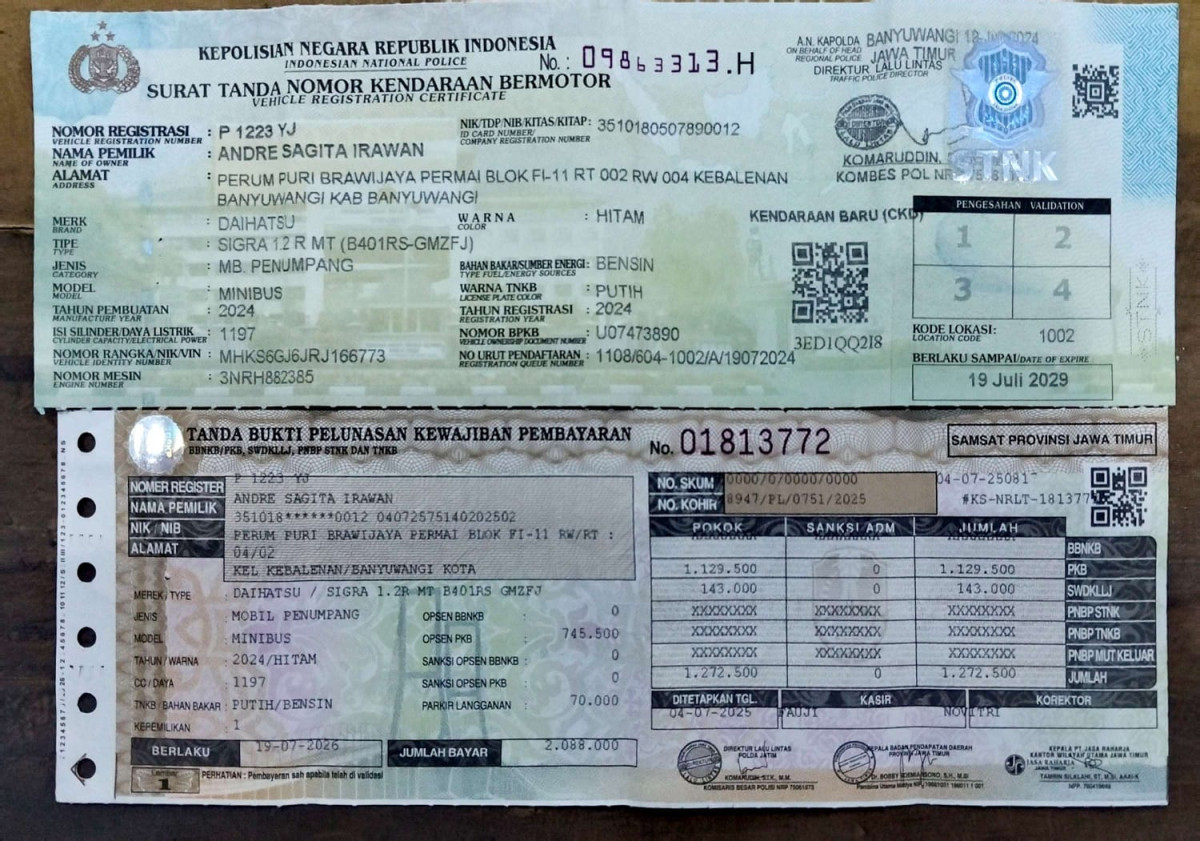 KEPOLISIAN NEGARA REPUBLIK INDONESIA
INDONESIAN NATIONAL POLICE
No. : 09863313.H
SURAT TANDA NOMOR KENDARAAN BERMOTOR
VEHICLE REGISTRATION CERTIFICATE
A.N. KAPOLDA BANYUWANGI
ON BEHALF OF HEAD REGIONAL POLICE JAWA TIMUR
DIREKTUR LALU LINTAS
TRAFFIC POLICE DIRECTOR
KOMARUDDIN,
KOMBES POL
STNK
NOMOR REGISTRASI : P 1223 YJ
VEHICLE REGISTRATION NUMBER
NIK/TDP/NIB/KITAS/KITAP: 3510180507890012
ID CARD NUMBER/
COMPANY REGISTRATION NUMBER
NAMA PEMILIK : ANDRE SAGITA IRAWAN
NAME OF OWNER
ALAMAT : PERUM PURI BRAWIJAYA PERMAI BLOK FI-11 RT 002 RW 004 KEBALENAN
ADDRESS
BANYUWANGI KAB BANYUWANGI
MERK : DAIHATSU
BRAND
WARNA : HITAM
COLOR
KENDARAAN BARU (CKD)
TIPE : SIGRA 1.2 R MT (B401RS-GMZFJ)
TYPE
JENIS : MB. PENUMPANG
CATEGORY
BAHAN BAKAR/SUMBER ENERGI : BENSIN
TYPE FUEL/ENERGY SOURCES
MODEL : MINIBUS
MODEL
WARNA TNKB : PUTIH
LICENSE PLATE COLOR
TAHUN PEMBUATAN : 2024
MANUFACTURE YEAR
TAHUN REGISTRASI : 2024
REGISTRATION YEAR
ISI SILINDER/DAYA LISTRIK : 1197
CYLINDER CAPACITY/ELECTRICAL POWER
NOMOR BPKB : U07473890
VEHICLE OWNERSHIP DOCUMENT NUMBER
3ED1QQ2I8
NOMOR RANGKA/NIK/VIN : MHKS6GJ6JRJ166773
VEHICLE IDENTITY NUMBER
NO URUT PENDAFTARAN : 1108/604-1002/A/19072024
REGISTRATION QUEUE NUMBER
NOMOR MESIN : 3NRH882385
ENGINE NUMBER
PENGESAHAN VALIDATION
1 2
3 4
KODE LOKASI: 1002
LOCATION CODE
BERLAKU SAMPAI/DATE OF EXPIRE :
19 Juli 2029
STNK
TANDA BUKTI PELUNASAN KEWAJIBAN PEMBAYARAN
BBNKB/PKB, SWDKLLJ, PNBP STNK DAN TNKB
No. 01813772
SAMSAT PROVINSI JAWA TIMUR
NOMER REGISTER P 1223 YJ
NAMA PEMILIK ANDRE SAGITA IRAWAN
NIK / NIB 351018******0012 04072575140202502
ALAMAT PERUM PURI BRAWIJAYA PERMAI BLOK FI-11 RW/RT :
04/02
KEL KEBALENAN/BANYUWANGI KOTA
NO. SKUM 0000/0/0000/0000
NO. KOHIR 8947/PL/0751/2025
04-07-25081
#KS-NRLT-181377
POKOK SANKSI ADM JUMLAH
BBNKB
1.129.500 0 1.129.500 PKB
143.000 0 143.000 SWDKLLJ
XXXXXXXX XXXXXXXX XXXXXXXX PNBP STNK
XXXXXXXX XXXXXXXX XXXXXXXX PNBP TNKB
XXXXXXXX XXXXXXXX XXXXXXXX PNBP MUT KELUAR
1.272.500 0 1.272.500 JUMLAH
MEREK / TYPE : DAIHATSU / SIGRA 1.2R MT B401RS GMZFJ
JENIS : MOBIL PENUMPANG
OPSEN BBNKB : 0
MODEL : MINIBUS
OPSEN PKB : 745.500
TAHUN / WARNA : 2024/HITAM
SANKSI OPSEN BBNKB : 0
CC / DAYA : 1197
SANKSI OPSEN PKB : 0
TNKB / BAHAN BAKAR : PUTIH/BENSIN
PARKIR LANGGANAN : 70.000
KEPEMILIKAN : 1
DITETAPKAN TGL. KASIR KOREKTOR
04-07-2025 FAUJI NOVITRI
BERLAKU 19-07-2026
JUMLAH BAYAR 2.088.000
Lembar
1
PERHATIAN : Pembayaran sah apabila telah di validasi
DIREKTUR LALU LINTAS
POLDA JATIM
KEPALA BADAN PENDAPATAN DAERAH
PROVINSI JAWA TIMUR
KEPALA PT. JASA RAHARJA
KANTOR WILAYAH UTAMA JAWA TIMUR
JASA RAHARJA
JAWA TIMUR